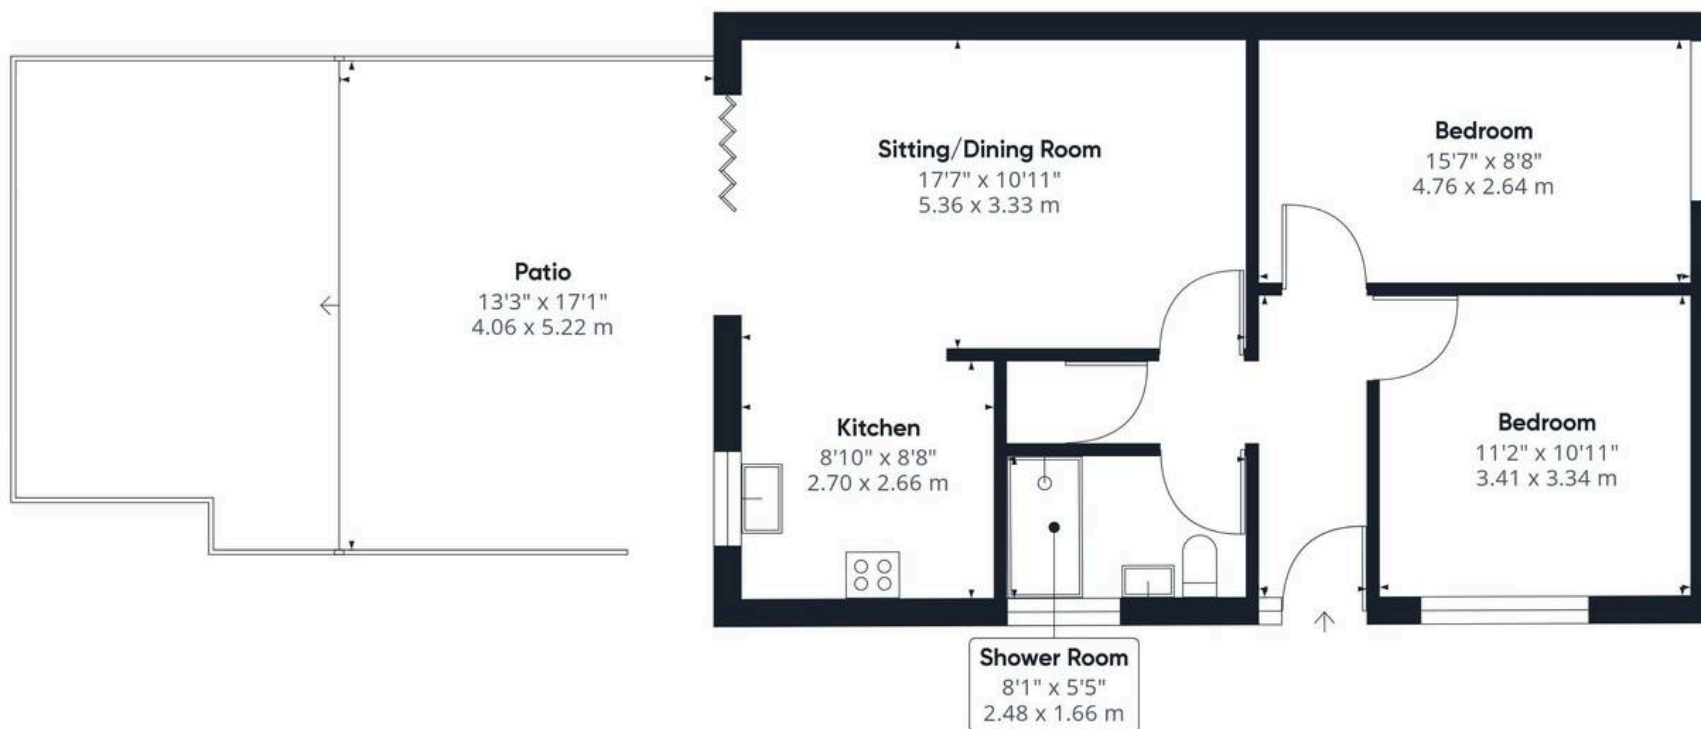 Sitting/Dining Room
17'7" x 10'11"
5.36 x 3.33 m
Bedroom
15'7" x 8'8"
4.76 x 2.64 m
Patio
13'3" x 17'1"
4.06 x 5.22 m
Kitchen
8'10" x 8'8"
2.70 x 2.66 m
Bedroom
11'2" x 10'11"
3.41 x 3.34 m
Shower Room
8'1" x 5'5"
2.48 x 1.66 m